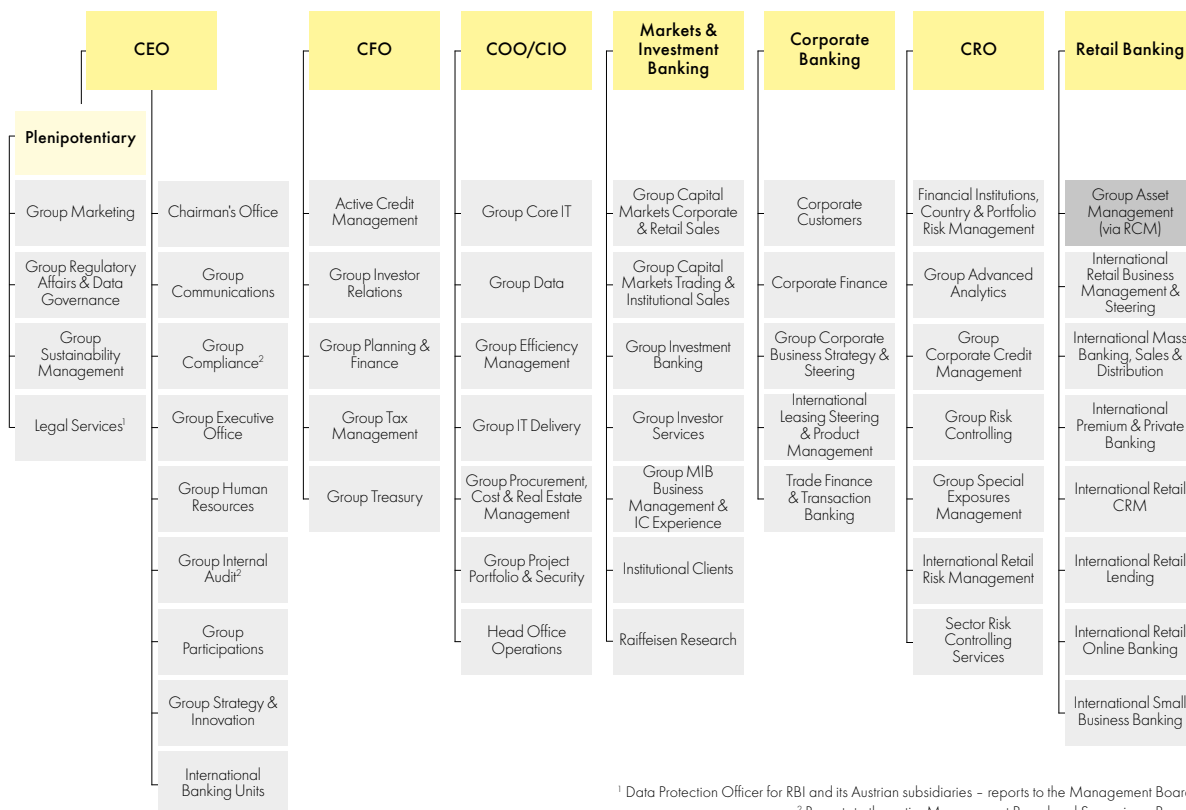 CEO
CFO
COO/CIO
Markets &
Investment
Banking
Corporate
Banking
CRO
Retail Banking
Plenipotentiary
Group Marketing
Group Regulatory
Affairs & Data
Governance
Group
Sustainability
Management
Legal Services¹
Chairman's Office
Group
Communications
Group
Compliance²
Group Executive
Office
Group Human
Resources
Group Internal
Audit²
Group
Participations
Group Strategy &
Innovation
International
Banking Units
Active Credit
Management
Group Investor
Relations
Group Planning &
Finance
Group Tax
Management
Group Treasury
Group Core IT
Group Data
Group Efficiency
Management
Group IT Delivery
Group Procurement,
Cost & Real Estate
Management
Group Project
Portfolio & Security
Head Office
Operations
Group Capital
Markets Corporate
& Retail Sales
Group Capital
Markets Trading &
Institutional Sales
Group Investment
Banking
Group Investor
Services
Group MIB
Business
Management &
IC Experience
Institutional Clients
Raiffeisen Research
Corporate
Customers
Corporate Finance
Group Corporate
Business Strategy &
Steering
International
Leasing Steering
& Product
Management
Trade Finance
& Transaction
Banking
Financial Institutions,
Country & Portfolio
Risk Management
Group Advanced
Analytics
Group
Corporate Credit
Management
Group Risk
Controlling
Group Special
Exposures
Management
International Retail
Risk Management
Sector Risk
Controlling
Services
Group Asset
Management
(via RCM)
International
Retail Business
Management &
Steering
International Mass
Banking, Sales &
Distribution
International
Premium & Private
Banking
International Retail
CRM
International Retail
Lending
International Retail
Online Banking
International Small
Business Banking
¹ Data Protection Officer for RBI and its Austrian subsidiaries – reports to the Management Board